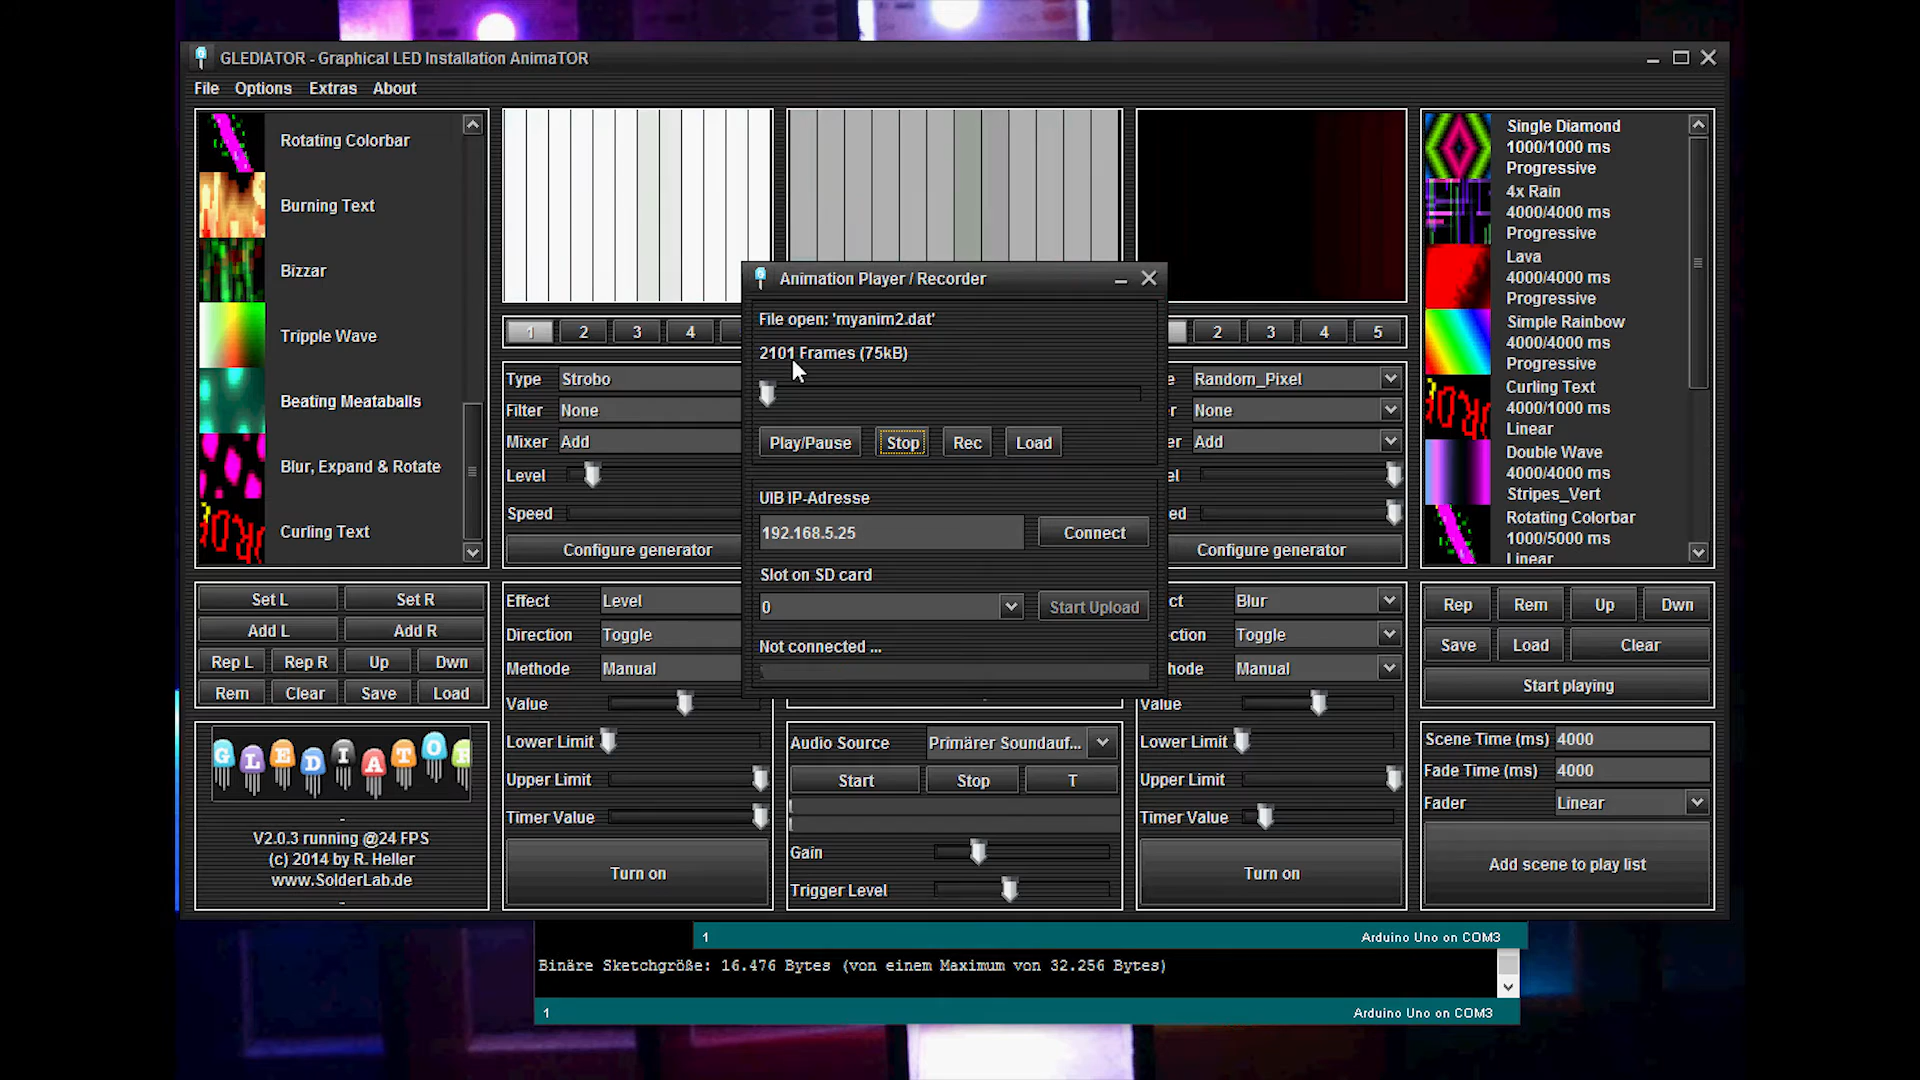 GLEDIATOR - Graphical LED Installation AnimaTOR
File Options Extras About
Rotating Colorbar
Burning Text
Bizzar
Tripple Wave
Beating Meataballs
Blur, Expand & Rotate
Curling Text
Set L Set R
Add L Add R
Rep L Rep R Up Dwn
Rem Clear Save Load
GLEDIATOR
V2.0.3 running @24 FPS
(c) 2014 by R. Heller
www.SolderLab.de
1 2 3 4
Type Strobo
Filter None
Mixer Add
Level
Speed
Configure generator
Effect Level
Direction Toggle
Methode Manual
Value
Lower Limit
Upper Limit
Timer Value
Turn on
Animation Player / Recorder
File open: 'myanim2.dat'
2101 Frames (75kB)
Play/Pause Stop Rec Load
UIB IP-Adresse
192.168.5.25 Connect
Slot on SD card
0 Start Upload
Not connected ...
Audio Source Primärer Soundauf...
Start Stop T
Gain
Trigger Level
2 3 4 5
e Random_Pixel
r None
r Add
el
ed
Configure generator
ct Blur
ction Toggle
hode Manual
Value
Lower Limit
Upper Limit
Timer Value
Turn on
Single Diamond
1000/1000 ms
Progressive
4x Rain
4000/4000 ms
Progressive
Lava
4000/4000 ms
Progressive
Simple Rainbow
4000/4000 ms
Progressive
Curling Text
4000/1000 ms
Linear
Double Wave
4000/4000 ms
Stripes_Vert
Rotating Colorbar
1000/5000 ms
Linear
Rep Rem Up Dwn
Save Load Clear
Start playing
Scene Time (ms) 4000
Fade Time (ms) 4000
Fader Linear
Add scene to play list
1 Arduino Uno on COM3
Binäre Sketchgröße: 16.476 Bytes (von einem Maximum von 32.256 Bytes)
1 Arduino Uno on COM3